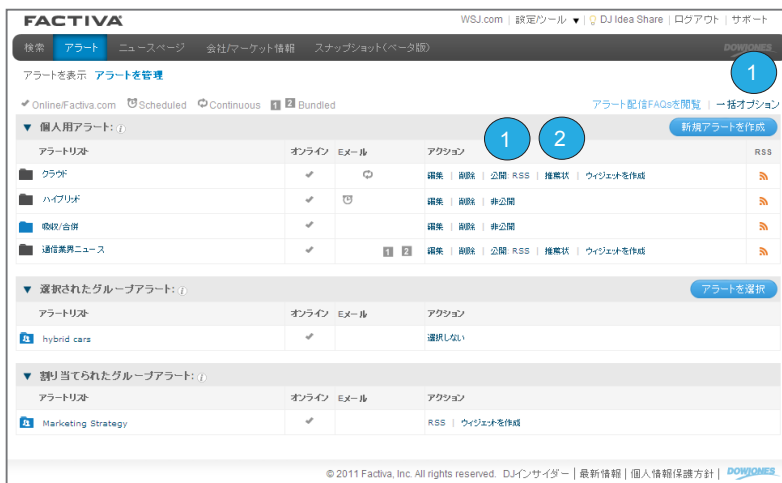 FACTIVA WSJ.com | 設定/ツール ▼ | DJ Idea Share | ログアウト | サポート
検索 アラート ニュースページ 会社/マーケット情報 スナップショット(ベータ版) DOWJONES
アラートを表示 アラートを管理
1
Online/Factiva.com Scheduled Continuous 1 2 Bundled アラート配信FAQsを閲覧 | 一括オプション
▼ 個人用アラート: i 1 2 新規アラートを作成
アラートリスト オンライン Eメール アクション RSS
クラウド 編集 | 削除 | 公開: RSS | 推薦状 | ウィジェットを作成
ハイブリッド 編集 | 削除 | 非公開
吸収/合併 編集 | 削除 | 非公開
通信業界ニュース 1 2 編集 | 削除 | 公開: RSS | 推薦状 | ウィジェットを作成
▼ 選択されたグループアラート: i アラートを選択
アラートリスト オンライン Eメール アクション
hybrid cars 選択しない
▼ 割り当てられたグループアラート: i
アラートリスト オンライン Eメール アクション
Marketing Strategy RSS | ウィジェットを作成
© 2011 Factiva, Inc. All rights reserved. DJインサイダー | 最新情報 | 個人情報保護方針 | DOWJONES